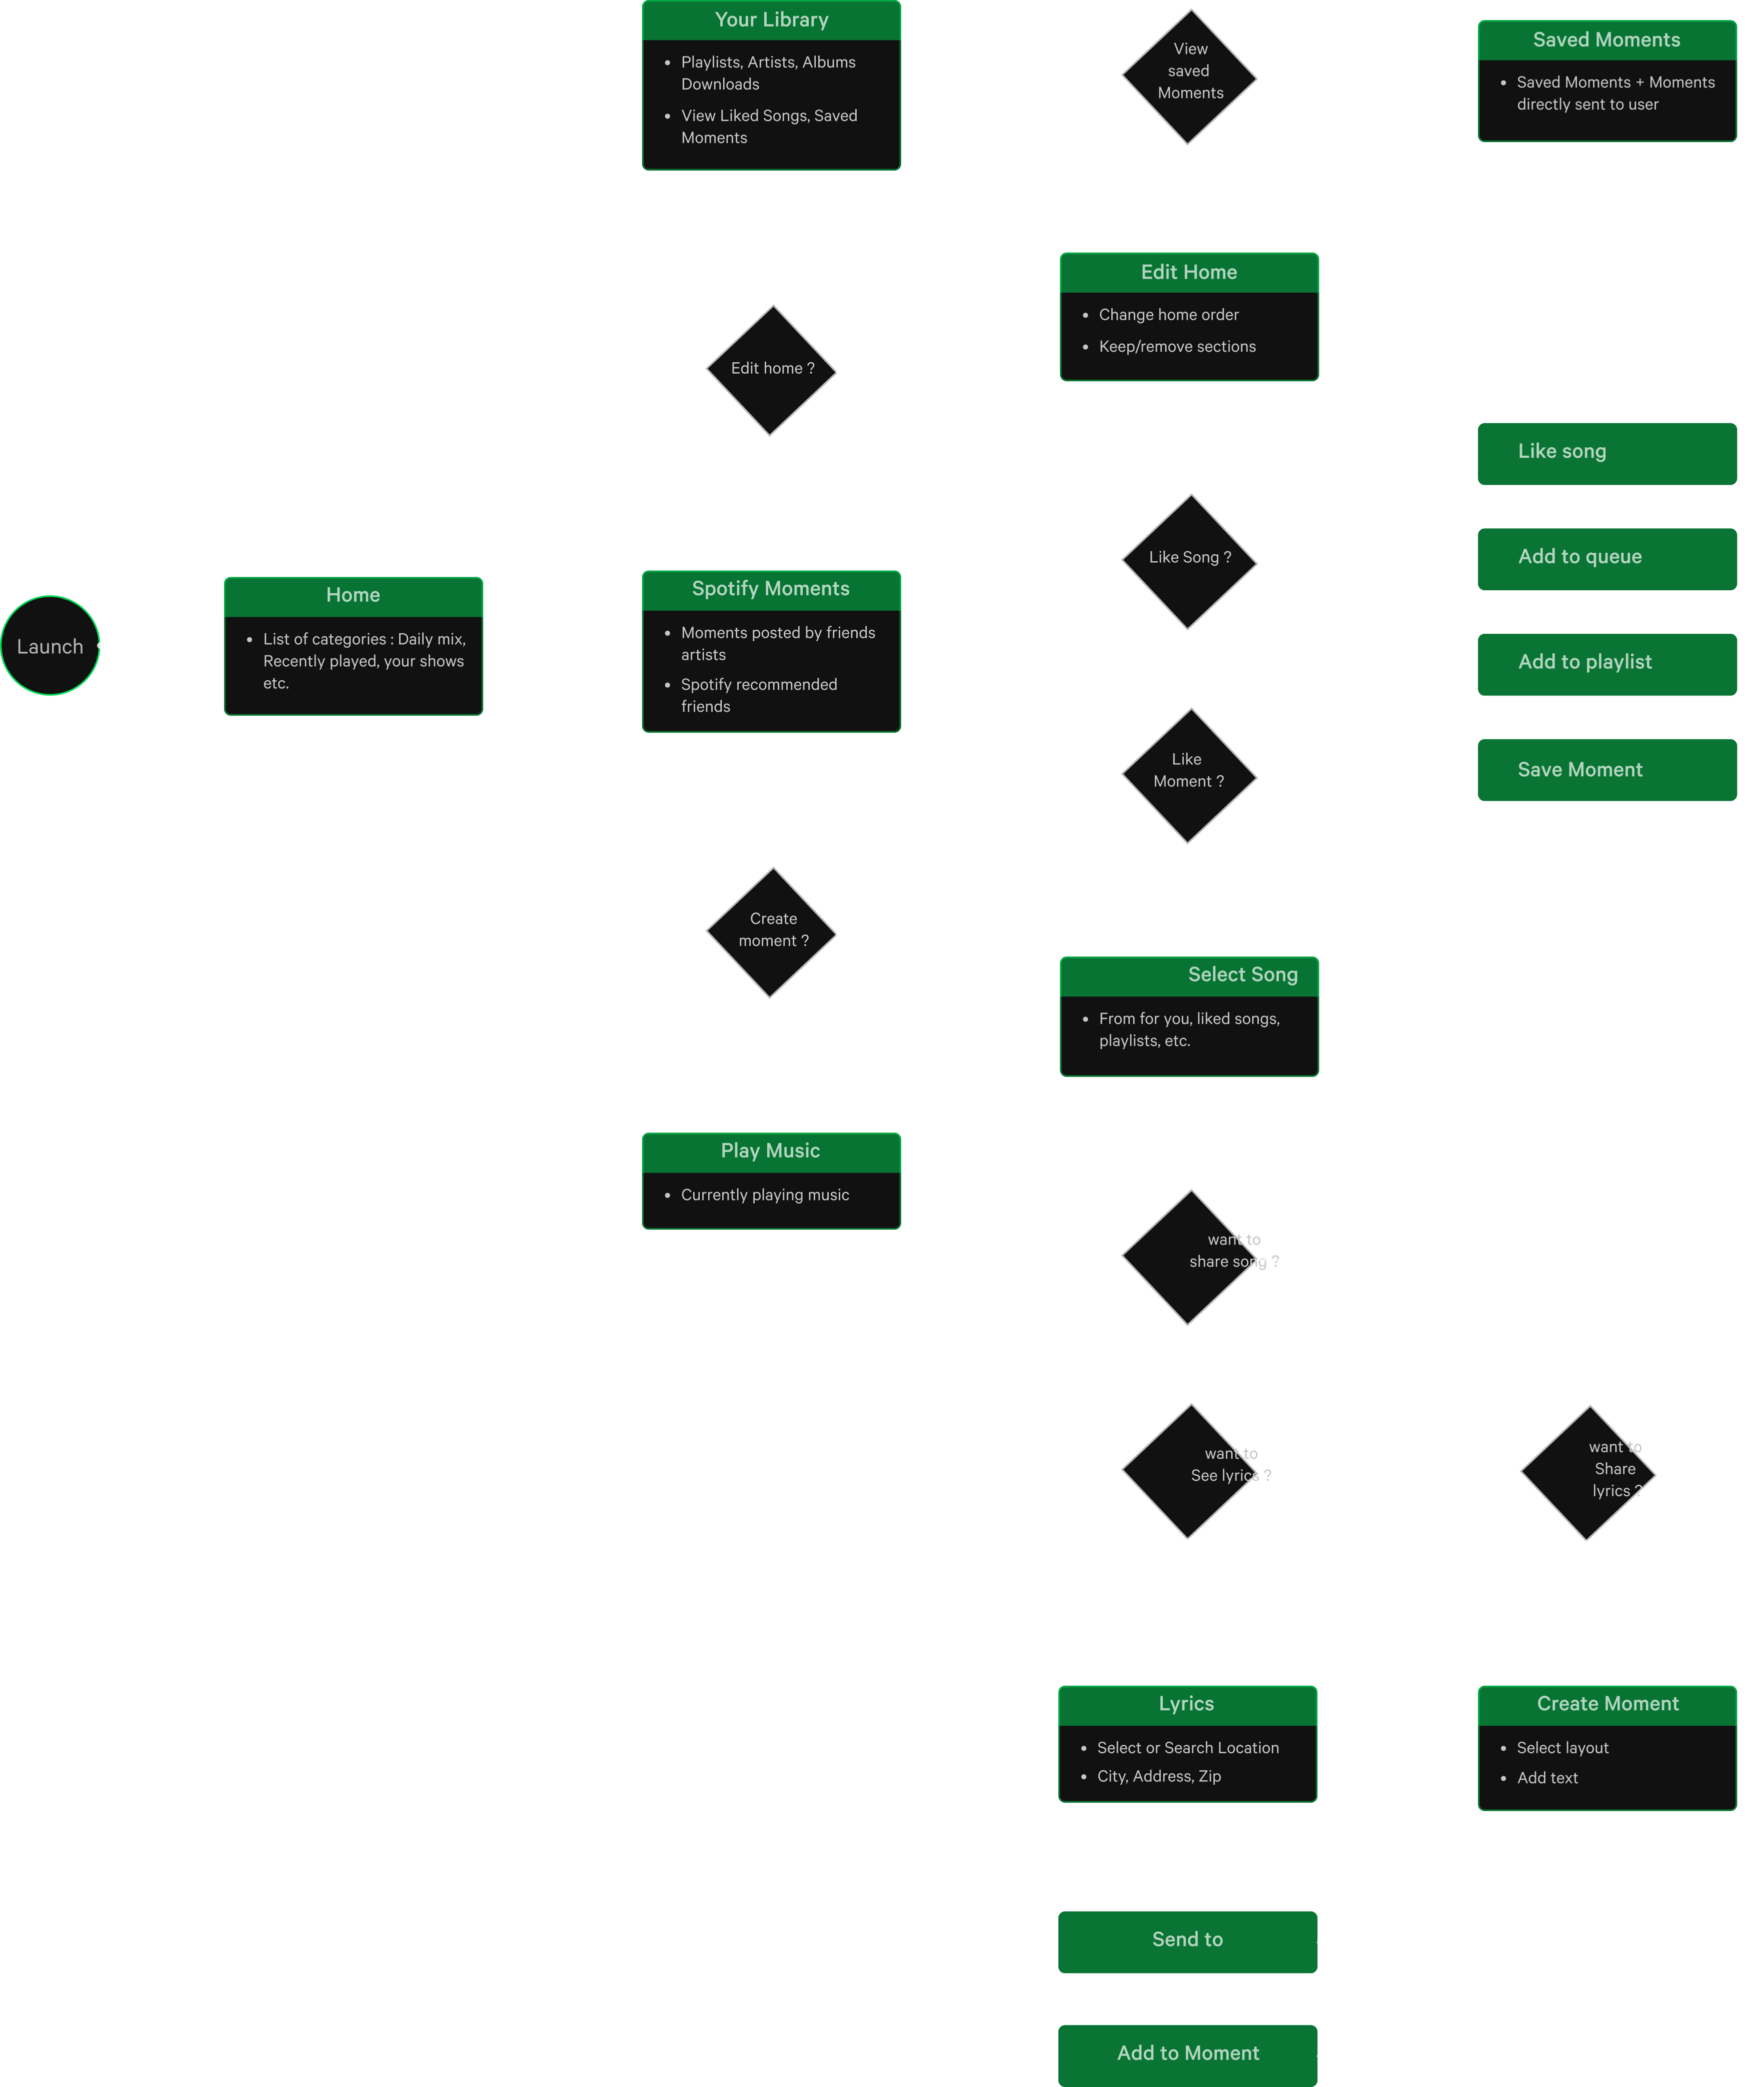 Your Library
Playlists, Artists, Albums
Downloads
View Liked Songs, Saved
Moments
View
saved
Moments
Saved Moments
Saved Moments + Moments
directly sent to user
Edit home ?
Edit Home
Change home order
Keep/remove sections
Like song
Like Song ?
Add to queue
Launch
Home
List of categories : Daily mix,
Recently played, your shows
etc.
Spotify Moments
Moments posted by friends
artists
Spotify recommended
friends
Add to playlist
Like
Moment ?
Save Moment
Create
moment ?
Select Song
From for you, liked songs,
playlists, etc.
Play Music
Currently playing music
want to
share song ?
want to
See lyrics ?
want to
Share
lyrics ?
Lyrics
Select or Search Location
City, Address, Zip
Create Moment
Select layout
Add text
Send to
Add to Moment